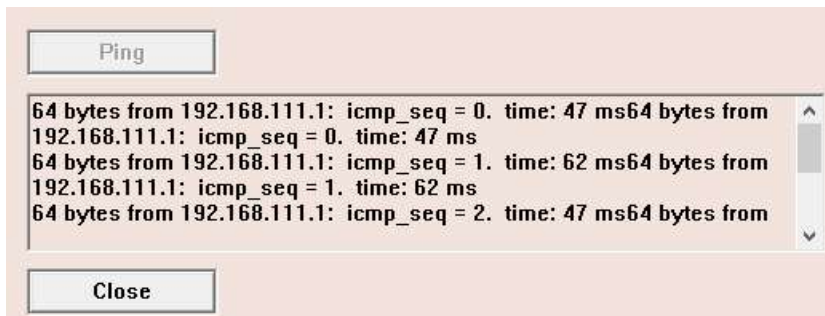 Ping
64 bytes from 192.168.111.1:  icmp_seq = 0.  time: 47 ms64 bytes from
192.168.111.1:  icmp_seq = 0.  time: 47 ms
64 bytes from 192.168.111.1:  icmp_seq = 1.  time: 62 ms64 bytes from
192.168.111.1:  icmp_seq = 1.  time: 62 ms
64 bytes from 192.168.111.1:  icmp_seq = 2.  time: 47 ms64 bytes from
Close